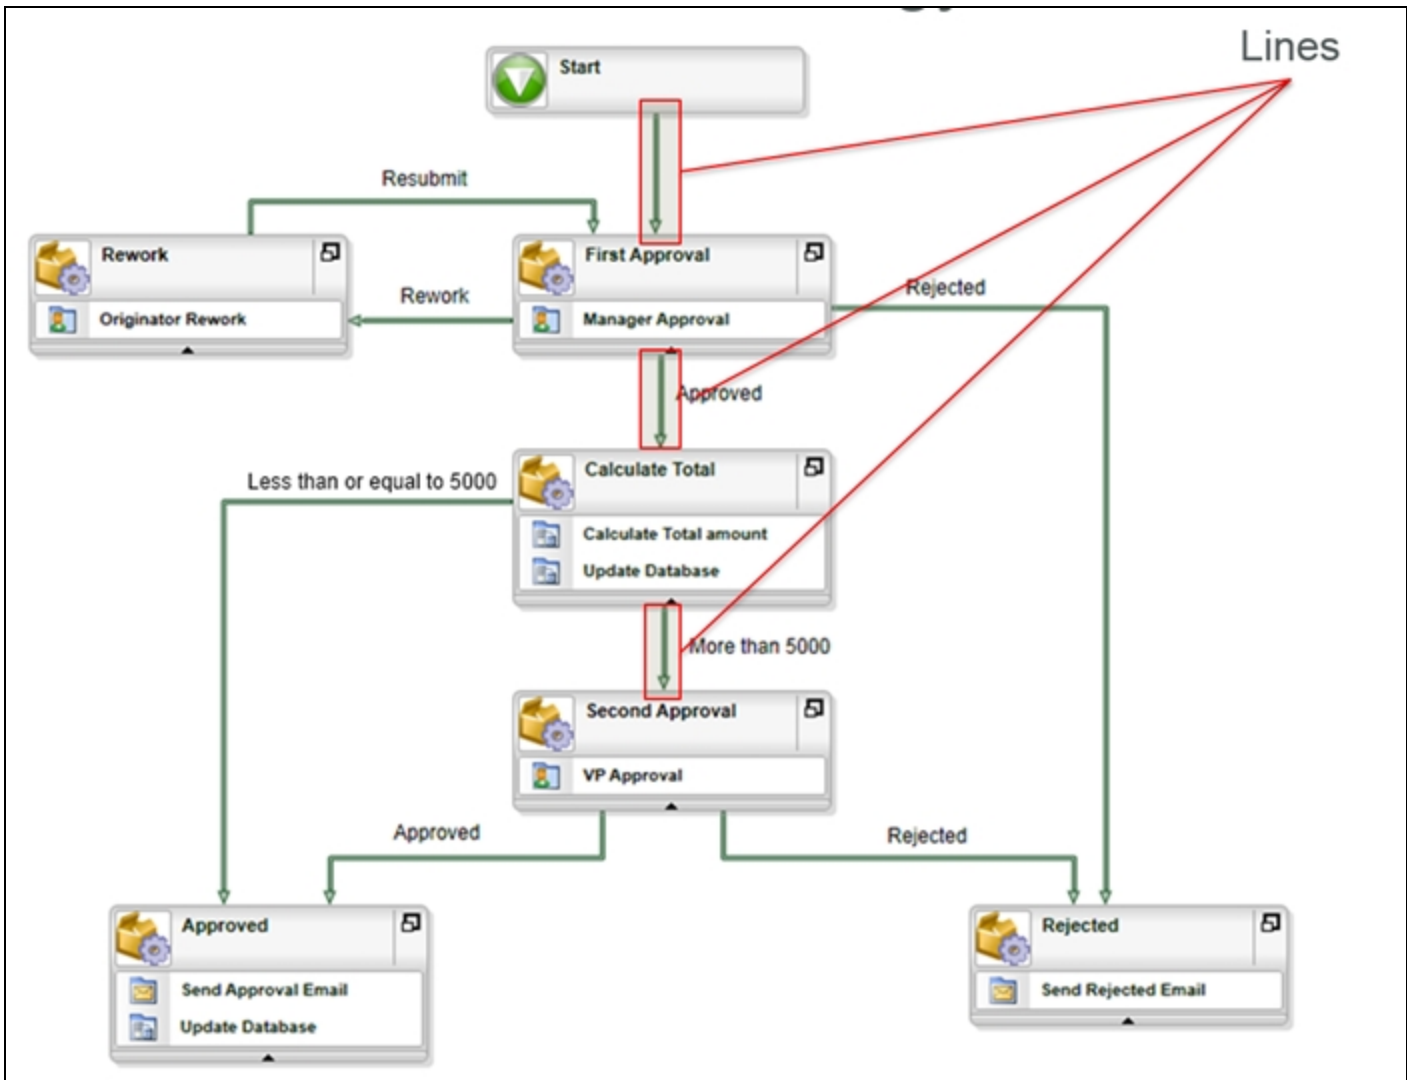 Lines
Start
Resubmit
Rework
First Approval
Rejected
Rework
Originator Rework
Manager Approval
Approved
Calculate Total
Less than or equal to 5000
Calculate Total amount
Update Database
More than 5000
Second Approval
VP Approval
Approved
Rejected
Approved
Rejected
Send Approval Email
Send Rejected Email
Update Database